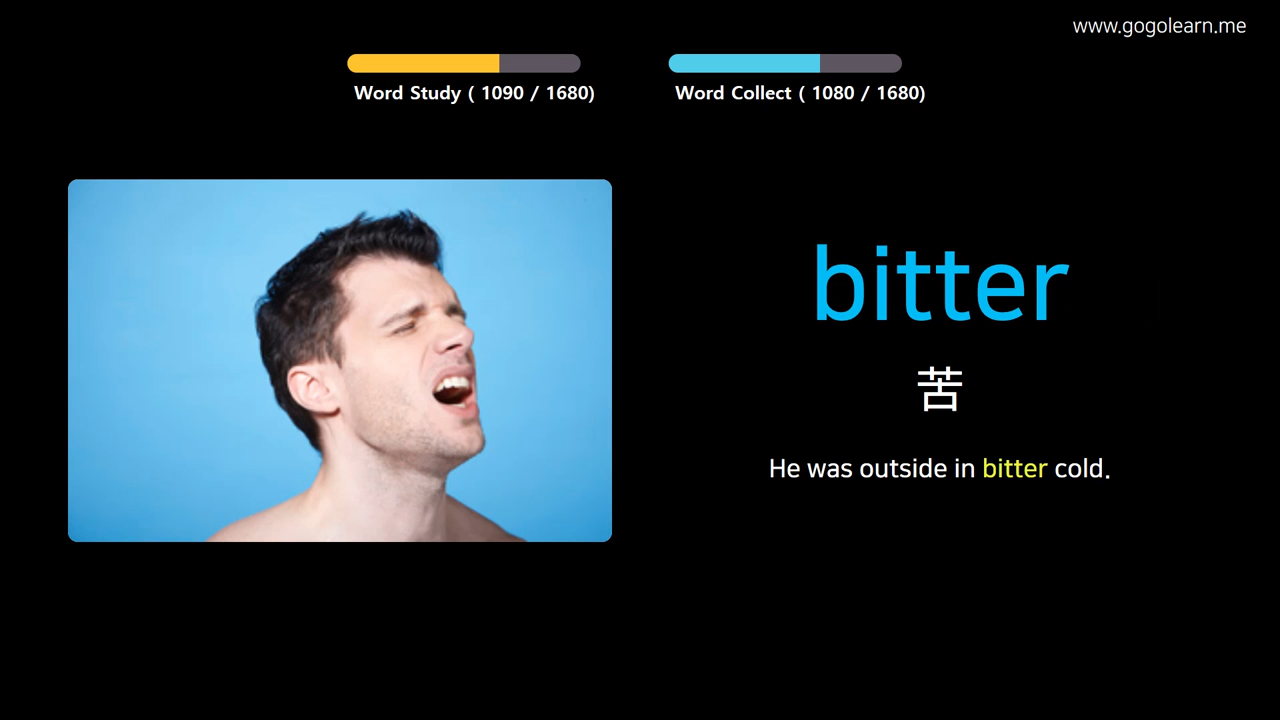 www.gogolearn.me
Word Study ( 1090 / 1680)
Word Collect ( 1080 / 1680)
bitter
苦
He was outside in bitter cold.